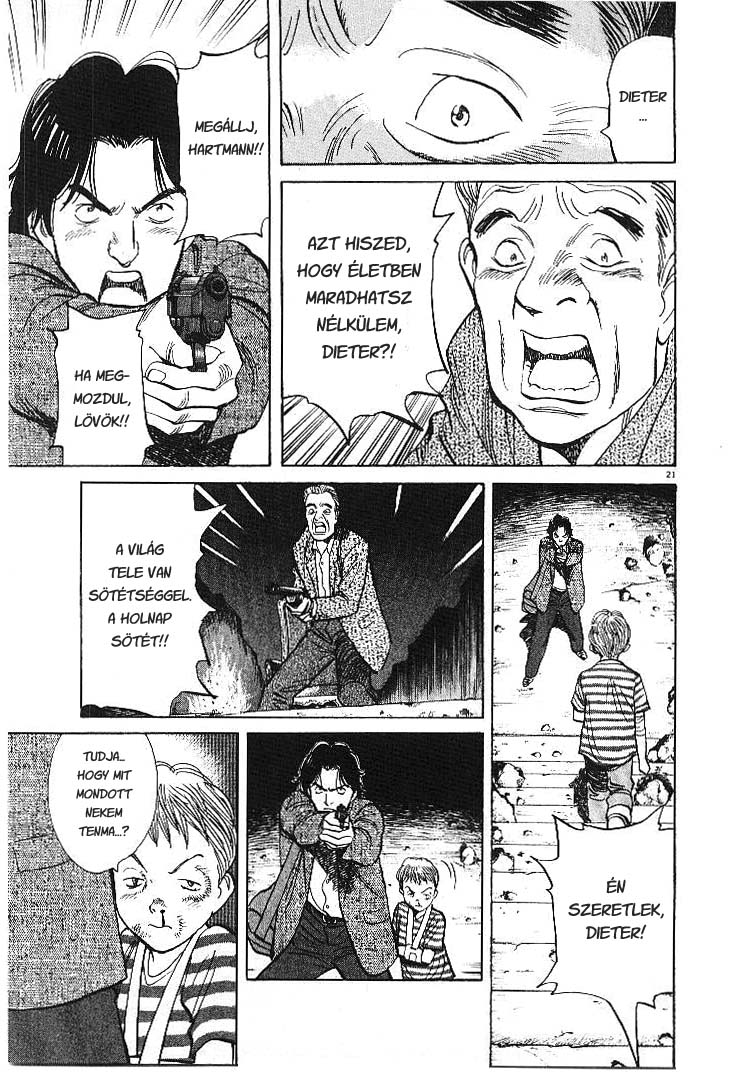 DIETER
...
AZT HISZED,
HOGY ÉLETBEN
MARADHATSZ
NÉLKÜLEM,
DIETER?!
MEGÁLLJ,
HARTMANN!!
HA MEG-
MOZDUL,
LÖVÖK!!
21
ÉN
SZERETLEK,
DIETER!
A VILÁG
TELE VAN
SÖTÉTSÉGGEL.
A HOLNAP
SÖTÉT!!
TUDJA...
HOGY MIT
MONDOTT
NEKEM
TENMA...?